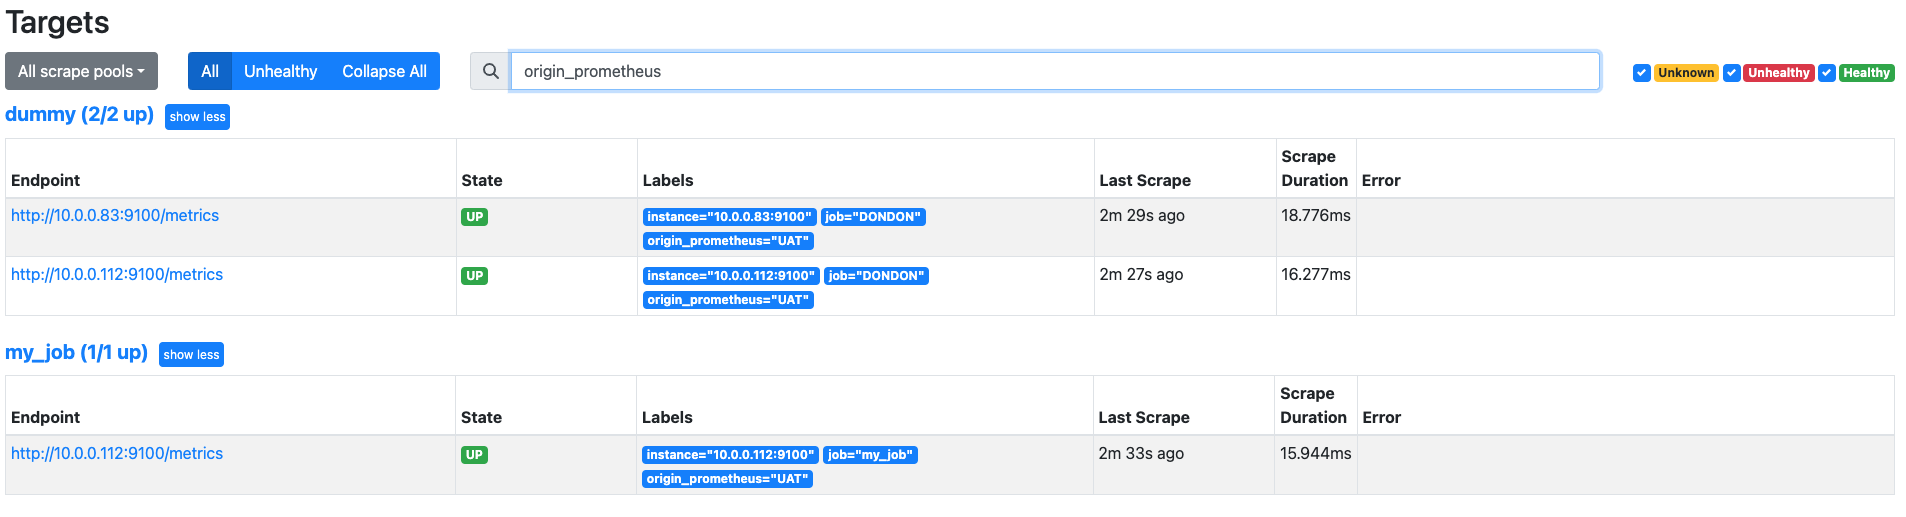 Targets
All scrape pools All Unhealthy Collapse All origin_prometheus Unknown Unhealthy Healthy
dummy (2/2 up) show less
Endpoint State Labels Last Scrape Scrape Duration Error
http://10.0.0.83:9100/metrics UP instance="10.0.0.83:9100" job="DONDON" 2m 29s ago 18.776ms
origin_prometheus="UAT"
http://10.0.0.112:9100/metrics UP instance="10.0.0.112:9100" job="DONDON" 2m 27s ago 16.277ms
origin_prometheus="UAT"
my_job (1/1 up) show less
Endpoint State Labels Last Scrape Scrape Duration Error
http://10.0.0.112:9100/metrics UP instance="10.0.0.112:9100" job="my_job" 2m 33s ago 15.944ms
origin_prometheus="UAT"